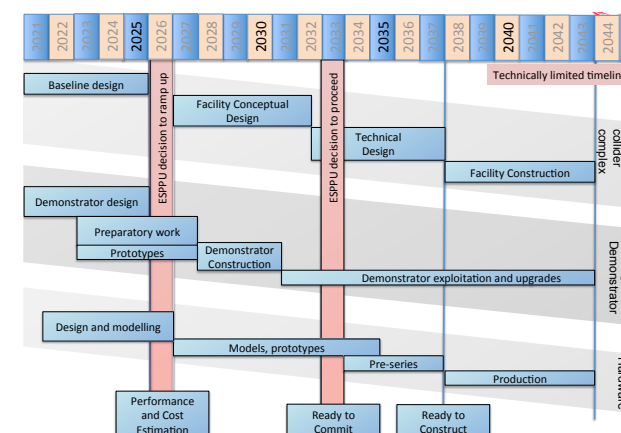 2021 2022 2023 2024 2025 2026 2027 2028 2029 2030 2031 2032 2033 2034 2035 2036 2037 2038 2039 2040 2041 2042 2043 2044
Technically limited timelin
Baseline design
ESPPU decision to ramp up
Facility Conceptual
Design
ESPPU decision to proceed
Technical
Design
Facility Construction
collider
complex
Demonstrator design
Preparatory work
Prototypes
Demonstrator
Construction
Demonstrator exploitation and upgrades
Demonstrator
Design and modelling
Models, prototypes
Pre-series
Production
Performance
and Cost
Estimation
Ready to
Commit
Ready to
Construct